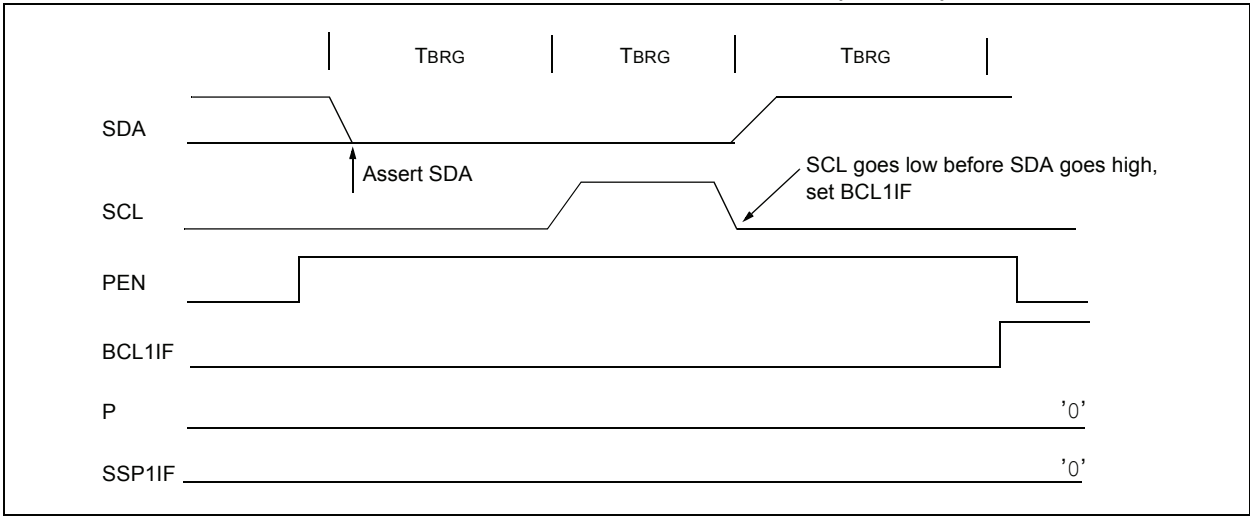 TBRG TBRG TBRG
SDA
Assert SDA
SCL goes low before SDA goes high,
set BCL1IF
SCL
PEN
BCL1IF
P '0'
SSP1IF '0'